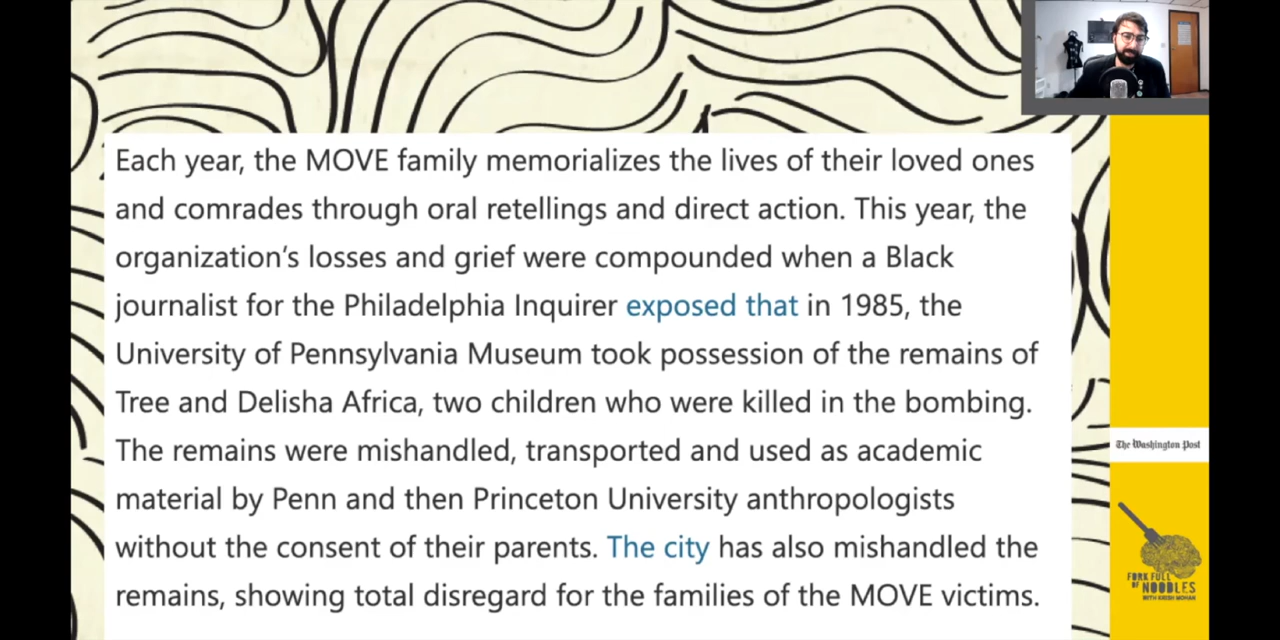 Each year, the MOVE family memorializes the lives of their loved ones
and comrades through oral retellings and direct action. This year, the
organization's losses and grief were compounded when a Black
journalist for the Philadelphia Inquirer exposed that in 1985, the
University of Pennsylvania Museum took possession of the remains of
Tree and Delisha Africa, two children who were killed in the bombing.
The remains were mishandled, transported and used as academic
material by Penn and then Princeton University anthropologists
without the consent of their parents. The city has also mishandled the
remains, showing total disregard for the families of the MOVE victims.
The Washington Post
FORK FULL
OF NOODLES
WITH KRISH MOHAN